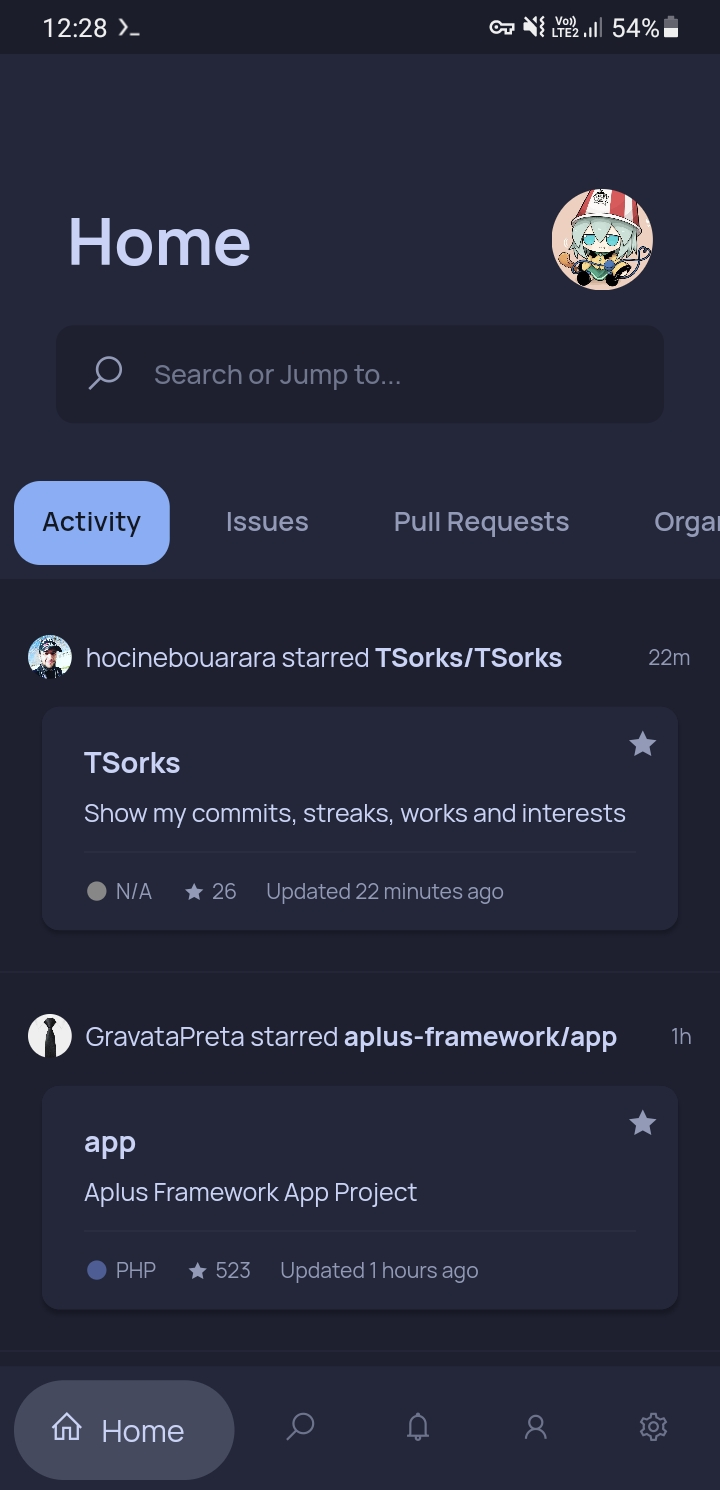 12:28
Vo)) LTE2 54%
Home
Search or Jump to...
Activity Issues Pull Requests Orga
hocinebouarara starred TSorks/TSorks 22m
TSorks
Show my commits, streaks, works and interests
N/A 26 Updated 22 minutes ago
GravataPreta starred aplus-framework/app 1h
app
Aplus Framework App Project
PHP 523 Updated 1 hours ago
Home